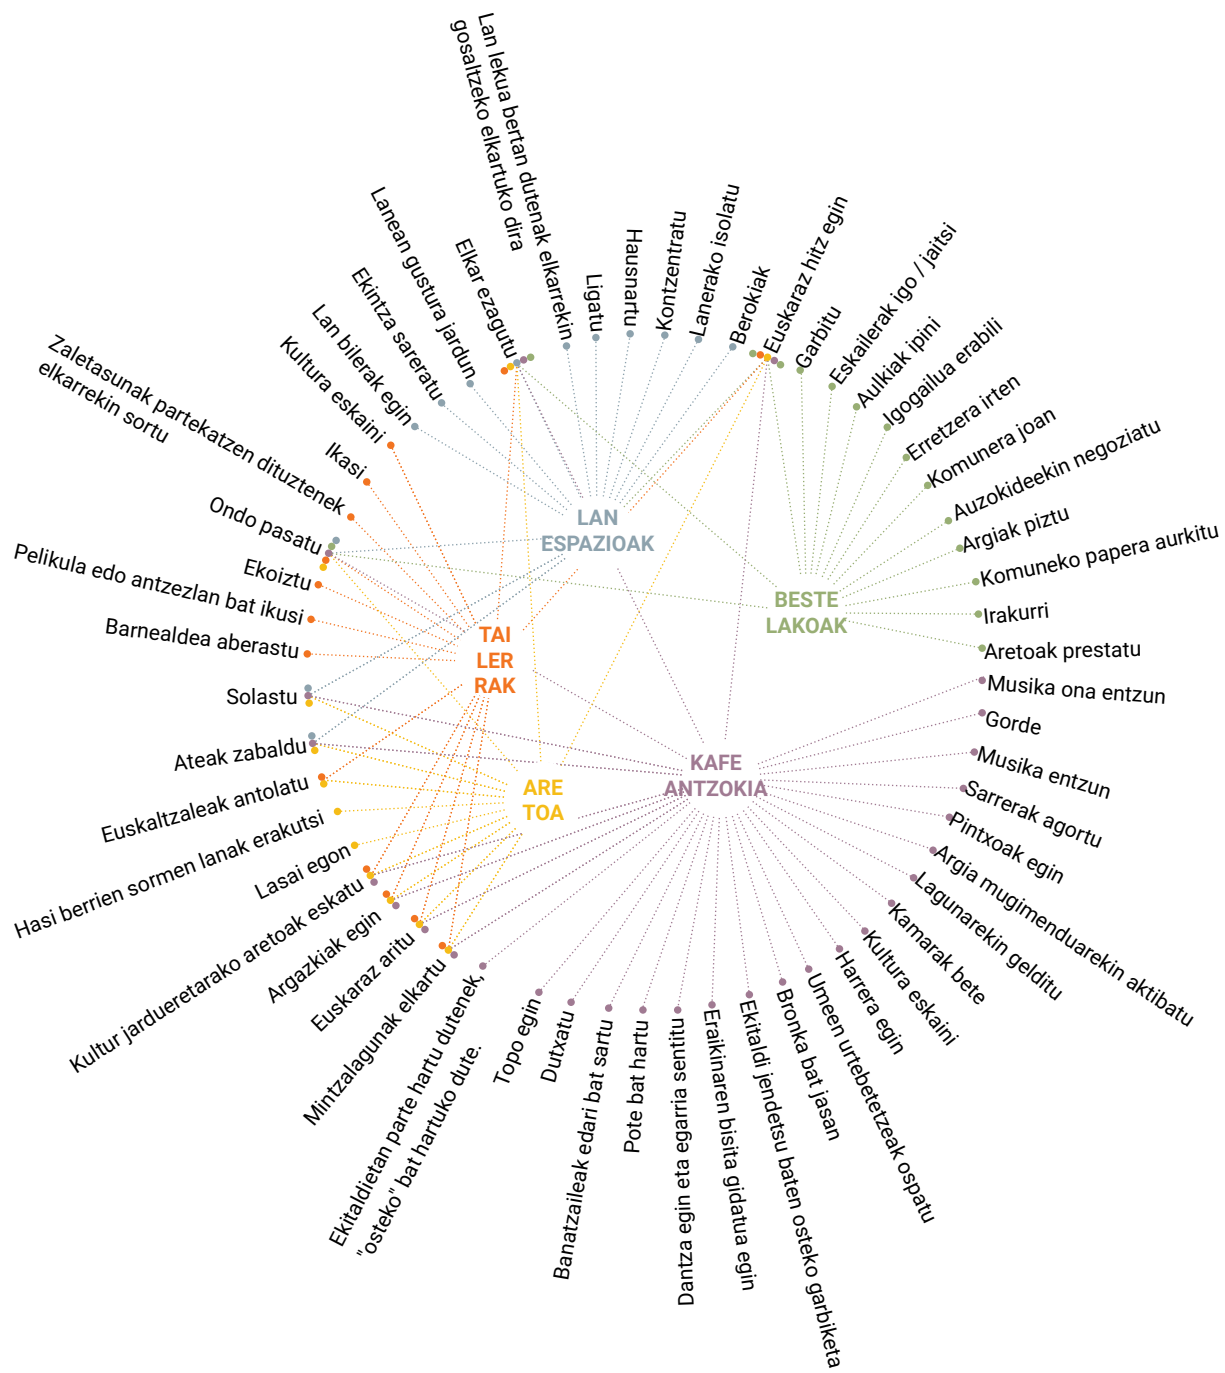 Lan lekua bertan dutenak elkarrekin
gosaltzeko elkartuko dira
Ligatu
Hausnartu
Kontzentratu
Lanerako isolatu
Berokiak
Euskaraz hitz egin
Garbitu
Eskailerak igo / jaitsi
Aulkiak ipini
Igogailua erabili
Erretzera irten
Komunera joan
Auzokideekin negoziatu
Argiak piztu
Komuneko papera aurkitu
Irakurri
Aretoak prestatu
Musika ona entzun
Gorde
Musika entzun
Sarrerak agortu
Pintxoak egin
Argia mugimenduarekin aktibatu
Lagunarekin gelditu
Kamarak bete
Kultura eskaini
Harrera egin
Umeen urtebetetzeak ospatu
Bronka bat jasan
Ekitaldi jendetsu baten osteko garbiketa
Eraikinaren bisita gidatua egin
Dantza egin eta egarria sentitu
Pote bat hartu
Banatzaileak edari bat sartu
Dutxatu
Topo egin
Ekitaldietan parte hartu dutenek,
"osteko" bat hartuko dute.
Mintzalagunak elkartu
Euskaraz aritu
Argazkiak egin
Kultur jardueretarako aretoak eskatu
Lasai egon
Hasi berrien sormen lanak erakutsi
Euskaltzaleak antolatu
Ateak zabaldu
Solastu
Barnealdea aberastu
Pelikula edo antzezlan bat ikusi
Ekoiztu
Ondo pasatu
Zaletasunak partekatzen dituztenek
elkarrekin sortu
Ikasi
Kultura eskaini
Lan bilerak egin
Ekintza sareratu
Lanean gustura jardun
Elkar ezagutu
LAN
ESPAZIOAK
BESTE
LAKOAK
TAI
LER
RAK
KAFE
ANTZOKIA
ARE
TOA